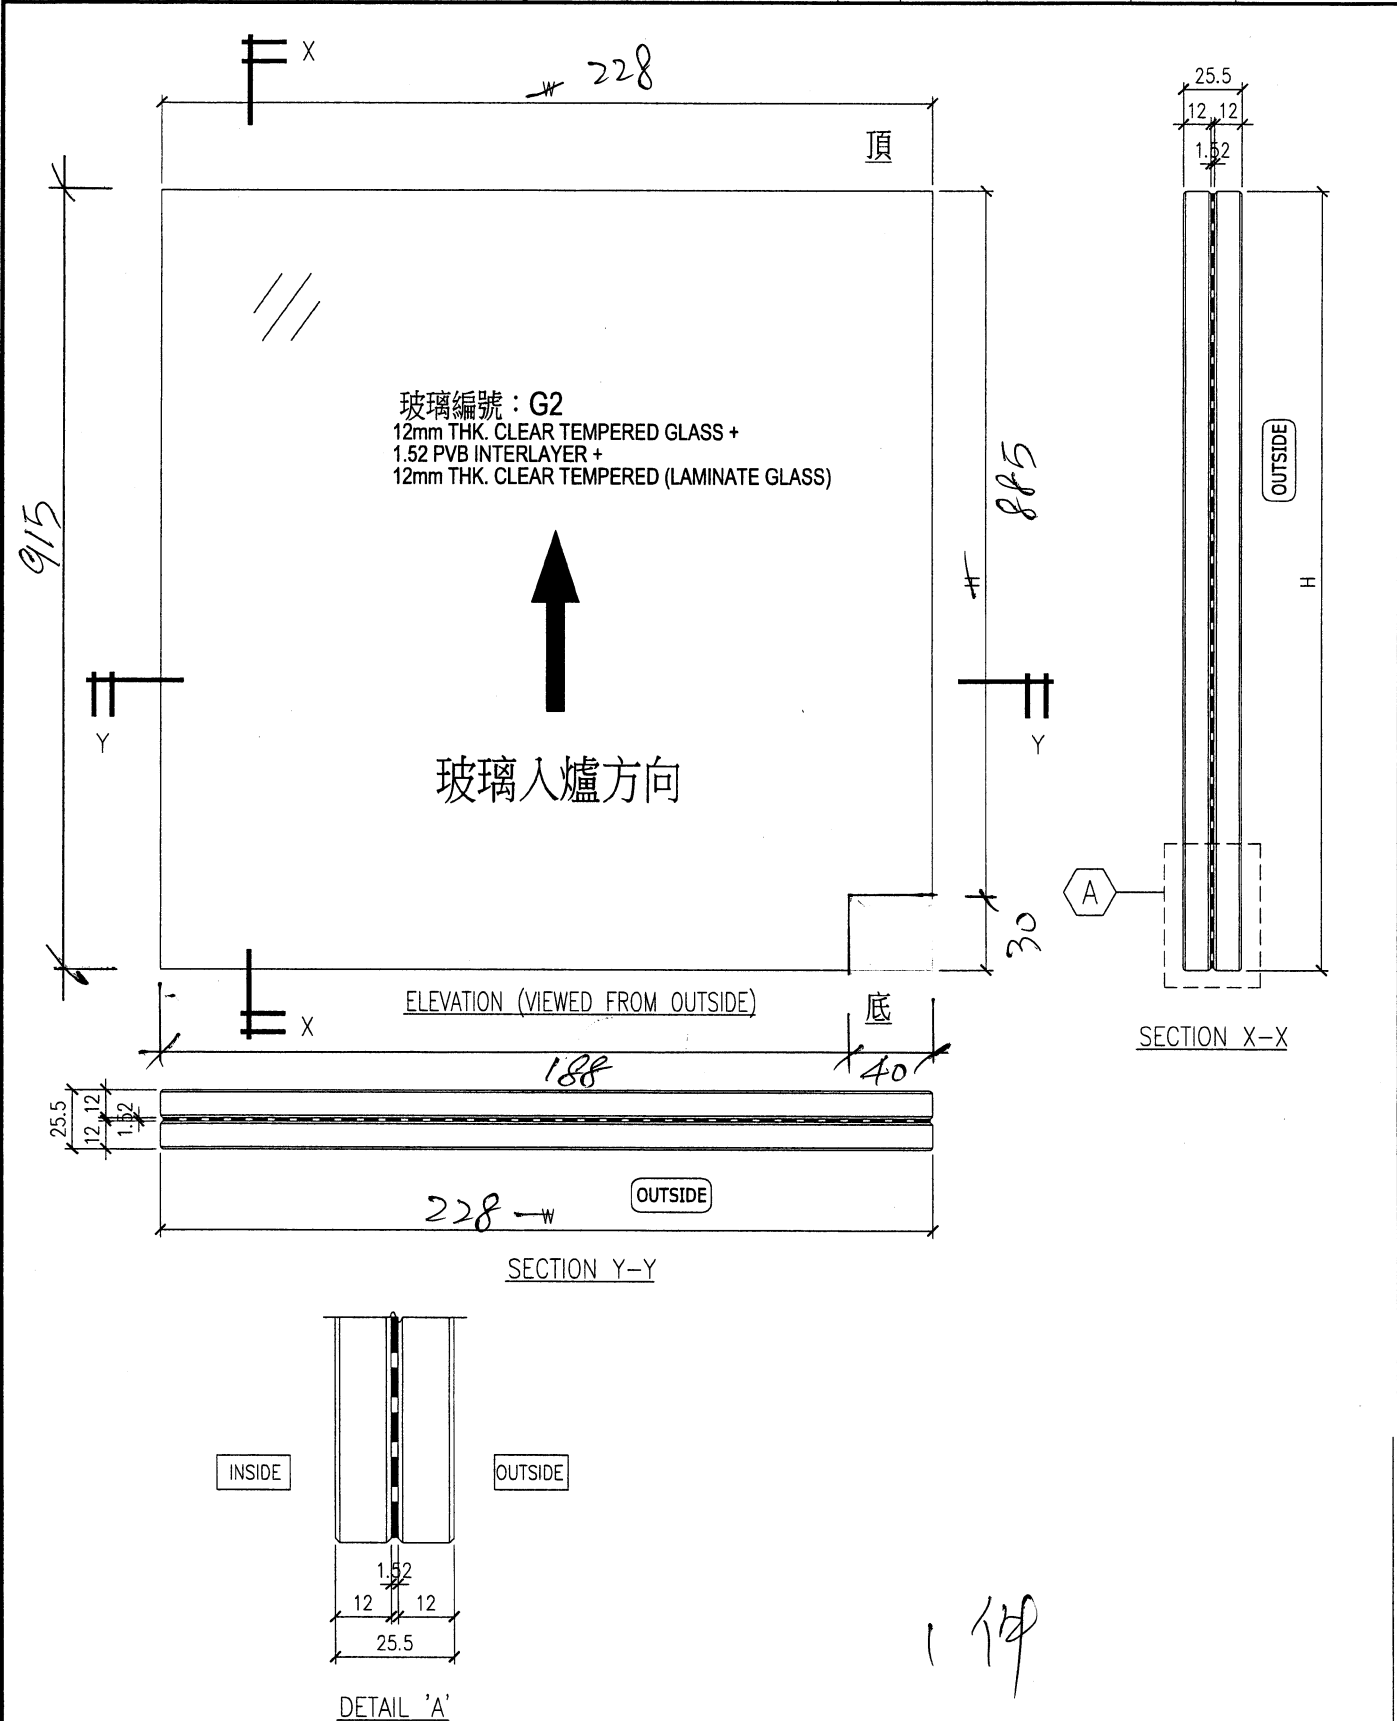 X
W 228
頂
915
玻璃編號：G2
12mm THK. CLEAR TEMPERED GLASS +
1.52 PVB INTERLAYER +
12mm THK. CLEAR TEMPERED (LAMINATE GLASS)
885
H
Y
Y
玻璃入爐方向
30
X
ELEVATION (VIEWED FROM OUTSIDE)
底
188
40
25.5
12
12
1.52
OUTSIDE
H
A
SECTION X-X
25.5
12
12
1.52
228 W
OUTSIDE
SECTION Y-Y
INSIDE
OUTSIDE
1.52
12
12
25.5
DETAIL 'A'
1件